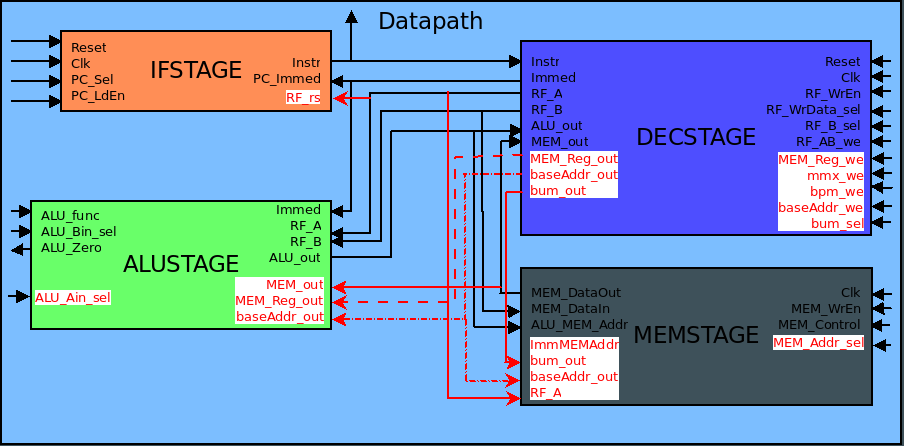 Datapath
Reset
Clk
PC_Sel
PC_LdEn
IFSTAGE
Instr
PC_Immed
RF_rs
Instr
Immed
RF_A
RF_B
ALU_out
MEM_out
MEM_Reg_out
baseAddr_out
bum_out
DECSTAGE
Reset
Clk
RF_WrEn
RF_WrData_sel
RF_B_sel
RF_AB_we
MEM_Reg_we
mmx_we
bpm_we
baseAddr_we
bum_sel
ALU_func
ALU_Bin_sel
ALU_Zero
ALU_Ain_sel
ALUSTAGE
Immed
RF_A
RF_B
ALU_out
MEM_out
MEM_Reg_out
baseAddr_out
MEM_DataOut
MEM_DataIn
ALU_MEM_Addr
ImmMEMAddr
bum_out
baseAddr_out
RF_A
MEMSTAGE
Clk
MEM_WrEn
MEM_Control
MEM_Addr_sel